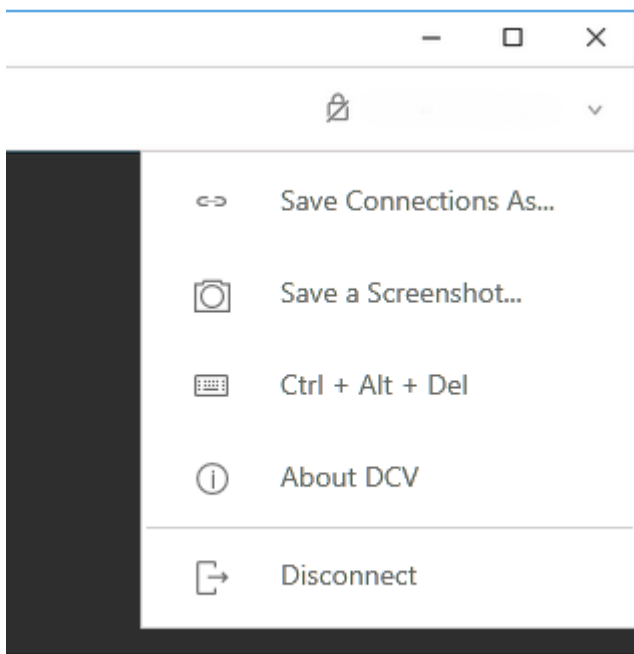 Save Connections As...
Save a Screenshot...
Ctrl + Alt + Del
About DCV
Disconnect